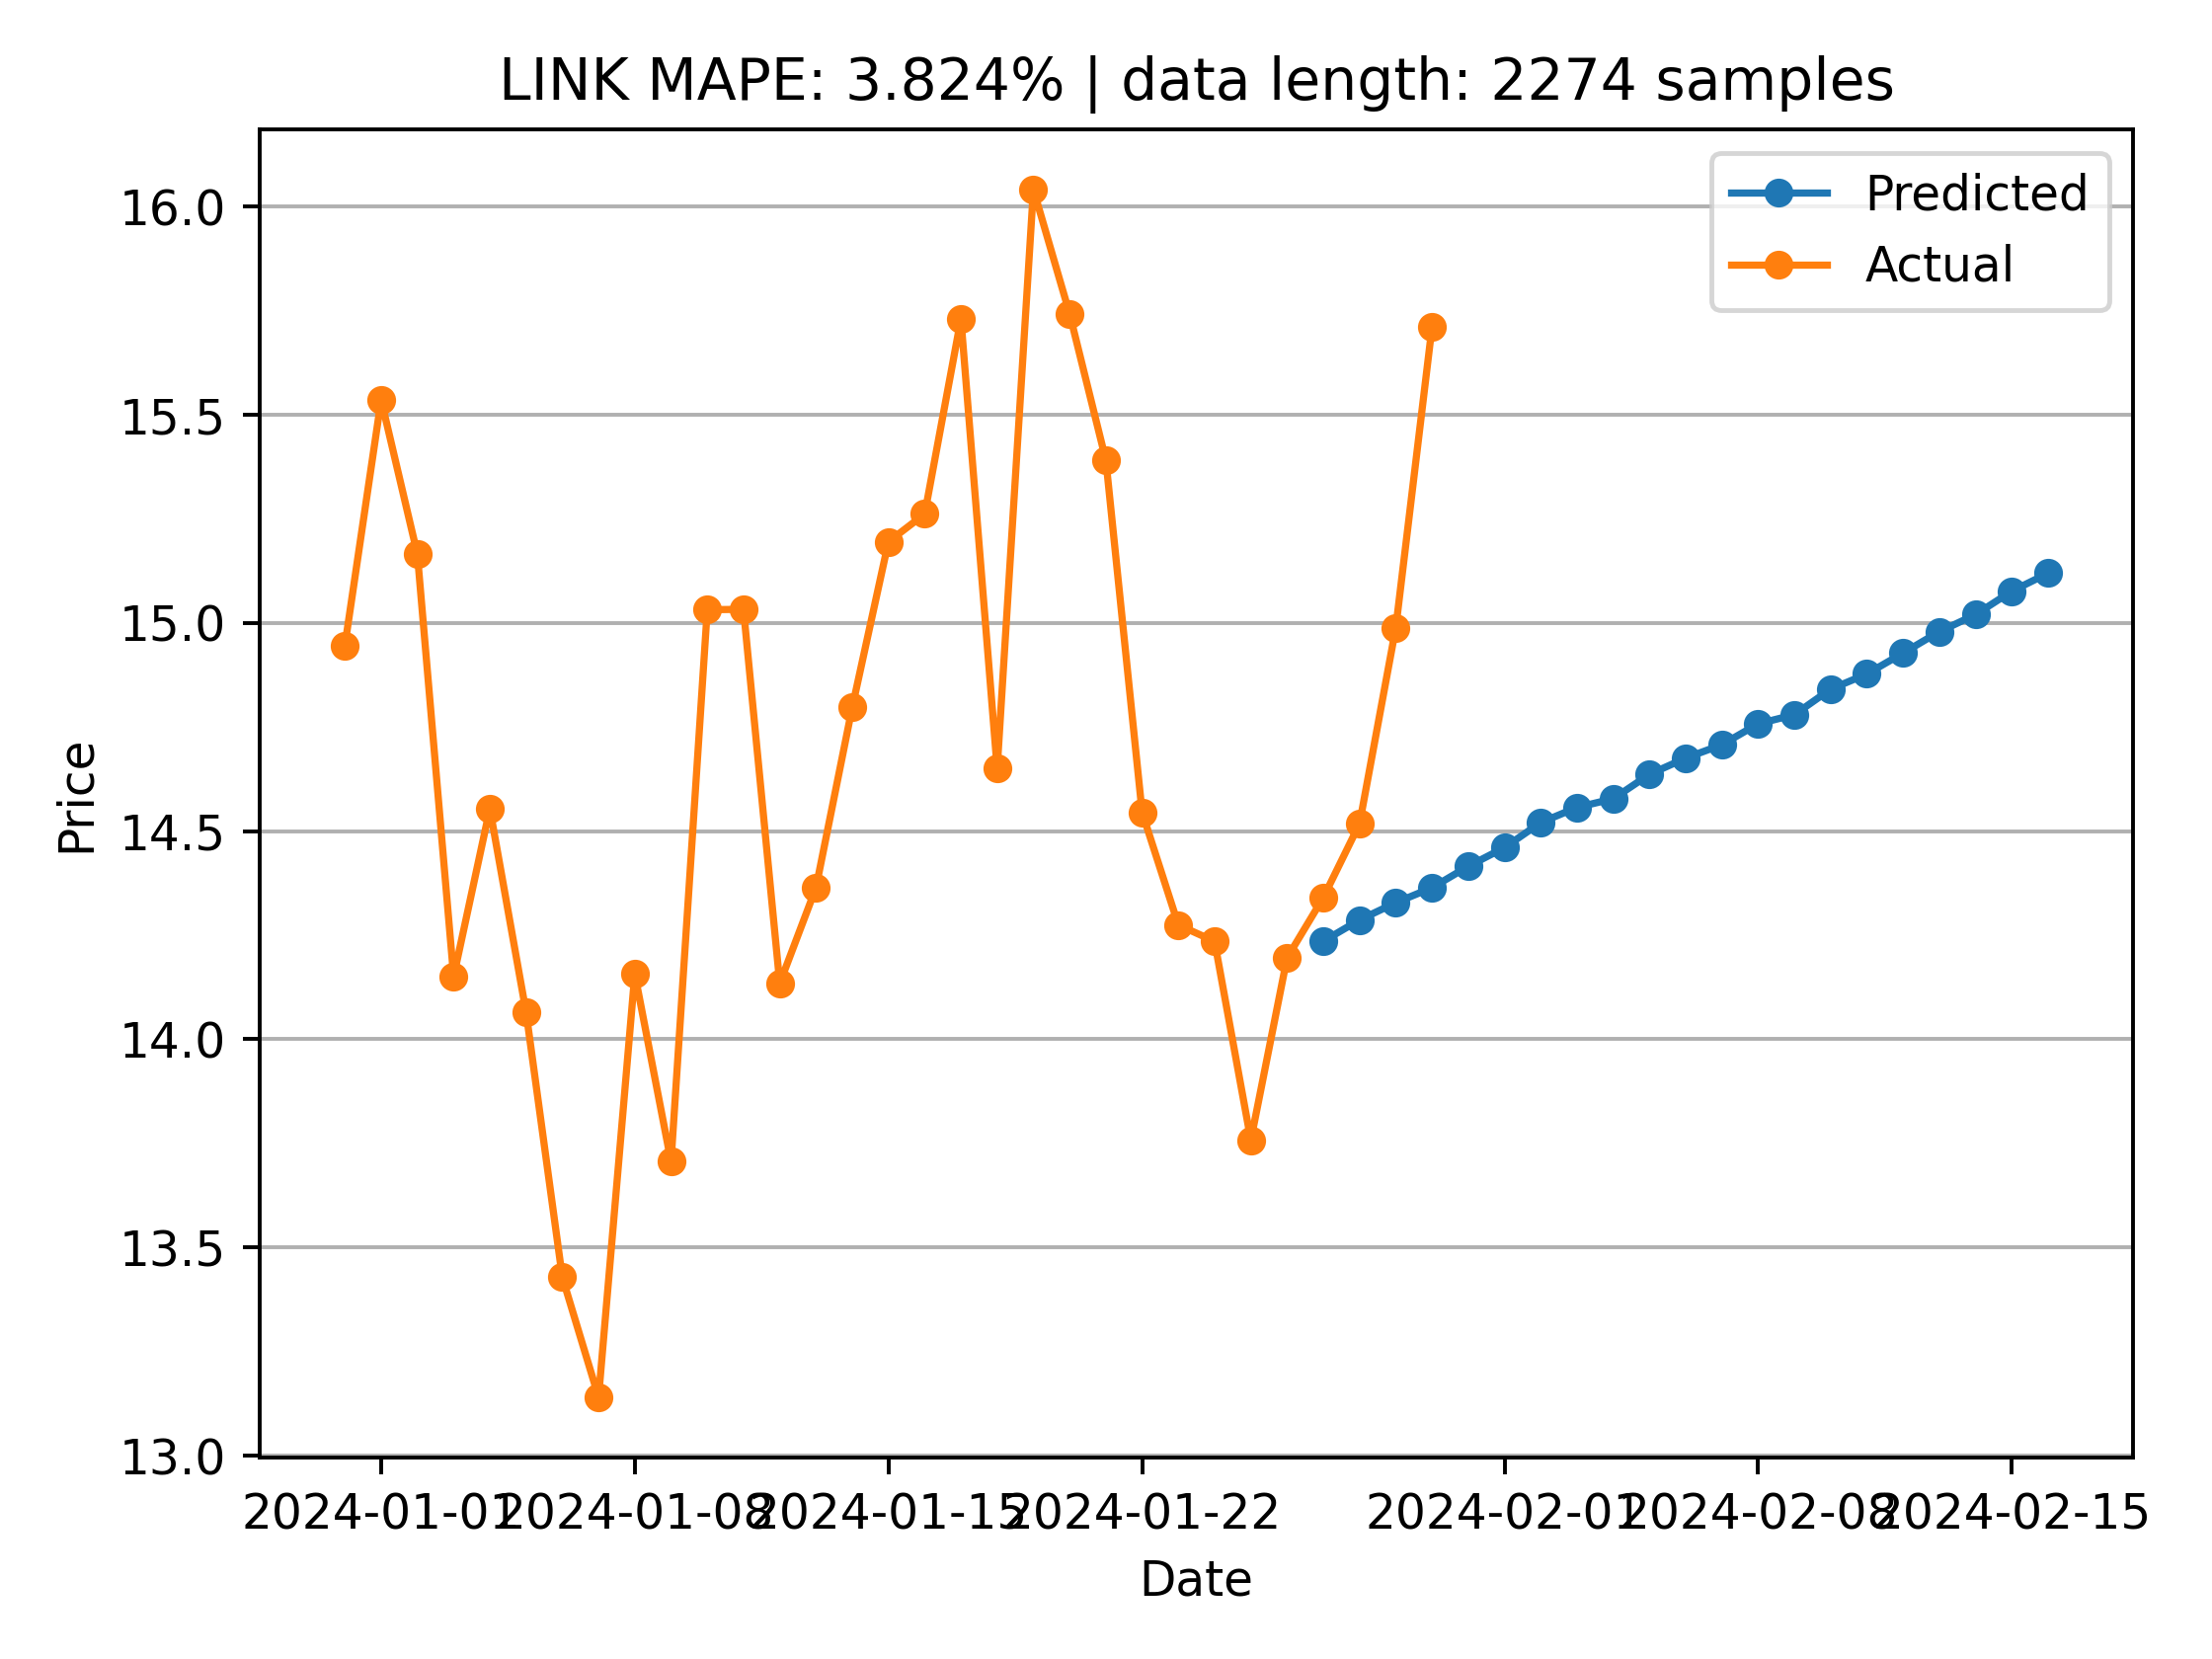 LINK MAPE: 3.824% | data length: 2274 samples
Predicted
Actual
16.0
15.5
15.0
14.5
14.0
13.5
13.0
Price
2024-01-01
2024-01-08
2024-01-15
2024-01-22
2024-02-01
2024-02-08
2024-02-15
Date